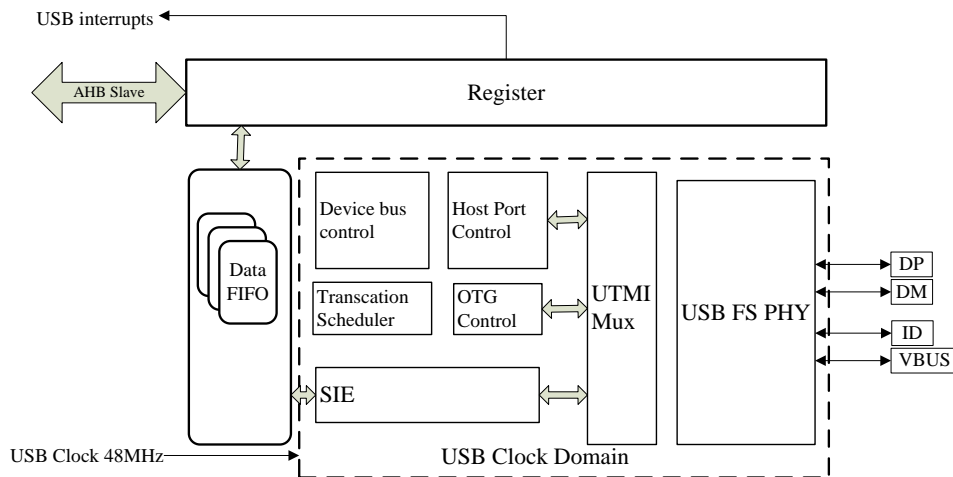 USB interrupts
AHB Slave
Register
Device bus
control
Host Port
Control
Data
FIFO
Transcation
Scheduler
OTG
Control
UTMI
Mux
USB FS PHY
DP
DM
ID
VBUS
SIE
USB Clock 48MHz
USB Clock Domain